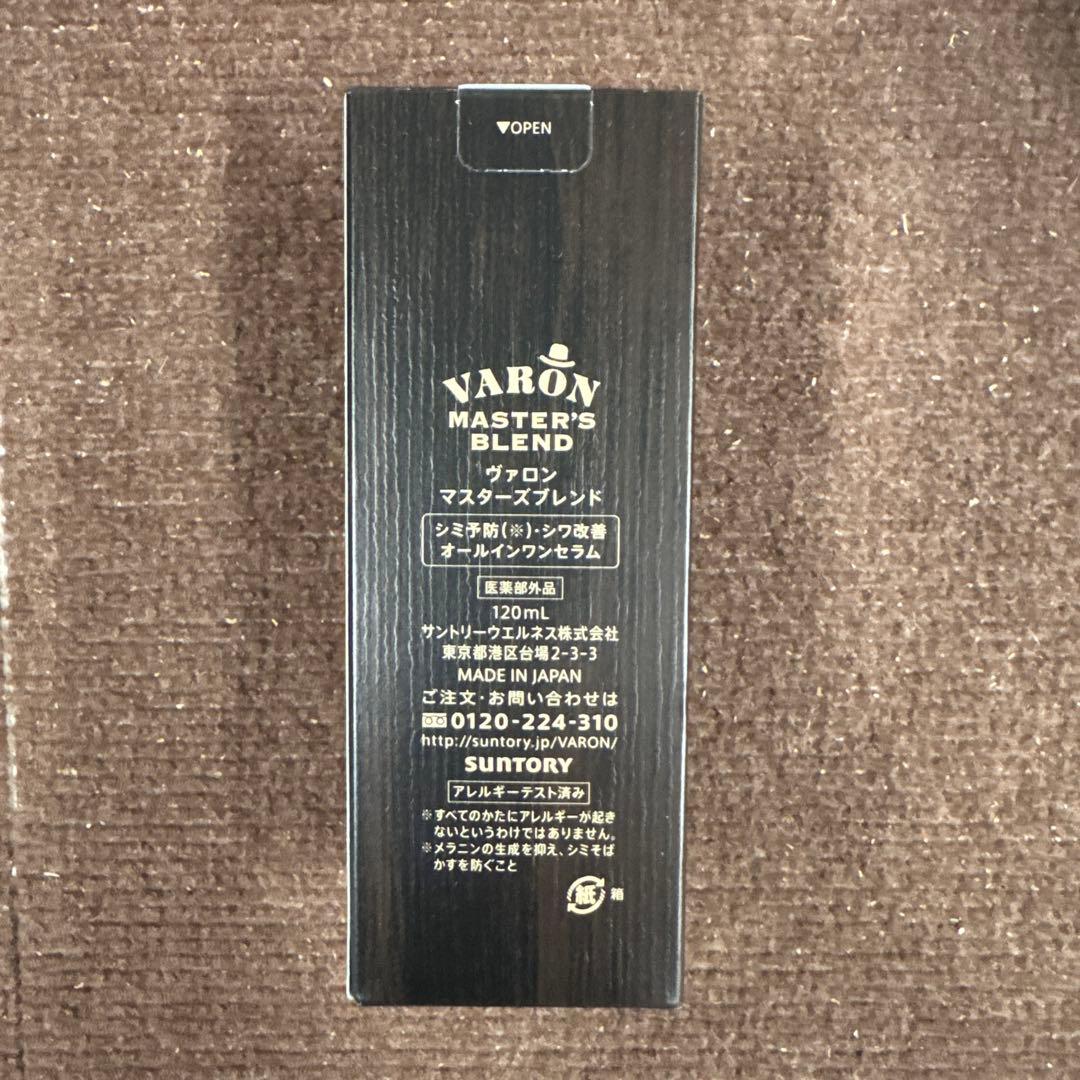 ▼OPEN
VARON
MASTER'S
BLEND
ヴァロン
マスターズブレンド
シミ予防(※)・シワ改善
オールインワンセラム
医薬部外品
120mL
サントリーウエルネス株式会社
東京都港区台場2-3-3
MADE IN JAPAN
ご注文・お問い合わせは
0120-224-310
http://suntory.jp/VARON/
SUNTORY
アレルギーテスト済み
※すべてのかたにアレルギーが起き
ないというわけではありません。
※メラニンの生成を抑え、シミそば
かすを防ぐこと
紙 箱